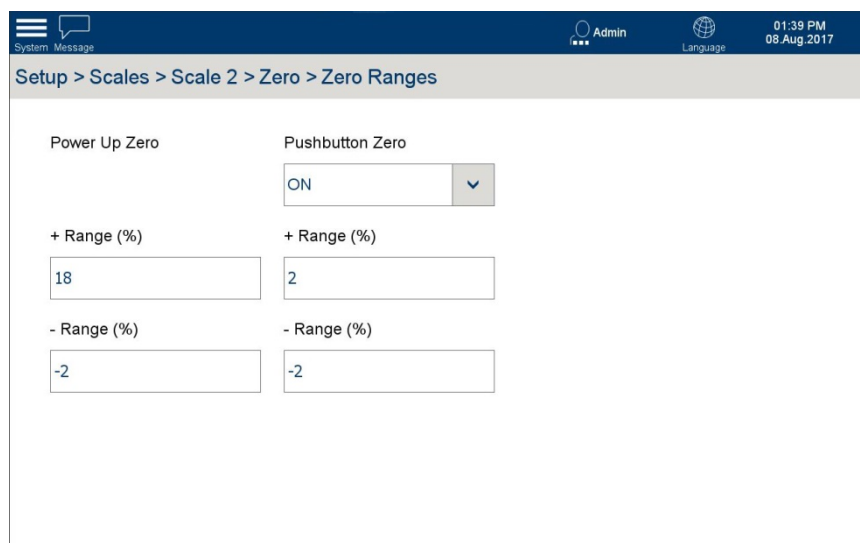 System Message Admin Language 01:39 PM
08.Aug.2017
Setup > Scales > Scale 2 > Zero > Zero Ranges
Power Up Zero Pushbutton Zero
ON
+ Range (%) + Range (%)
18 2
- Range (%) - Range (%)
-2 -2